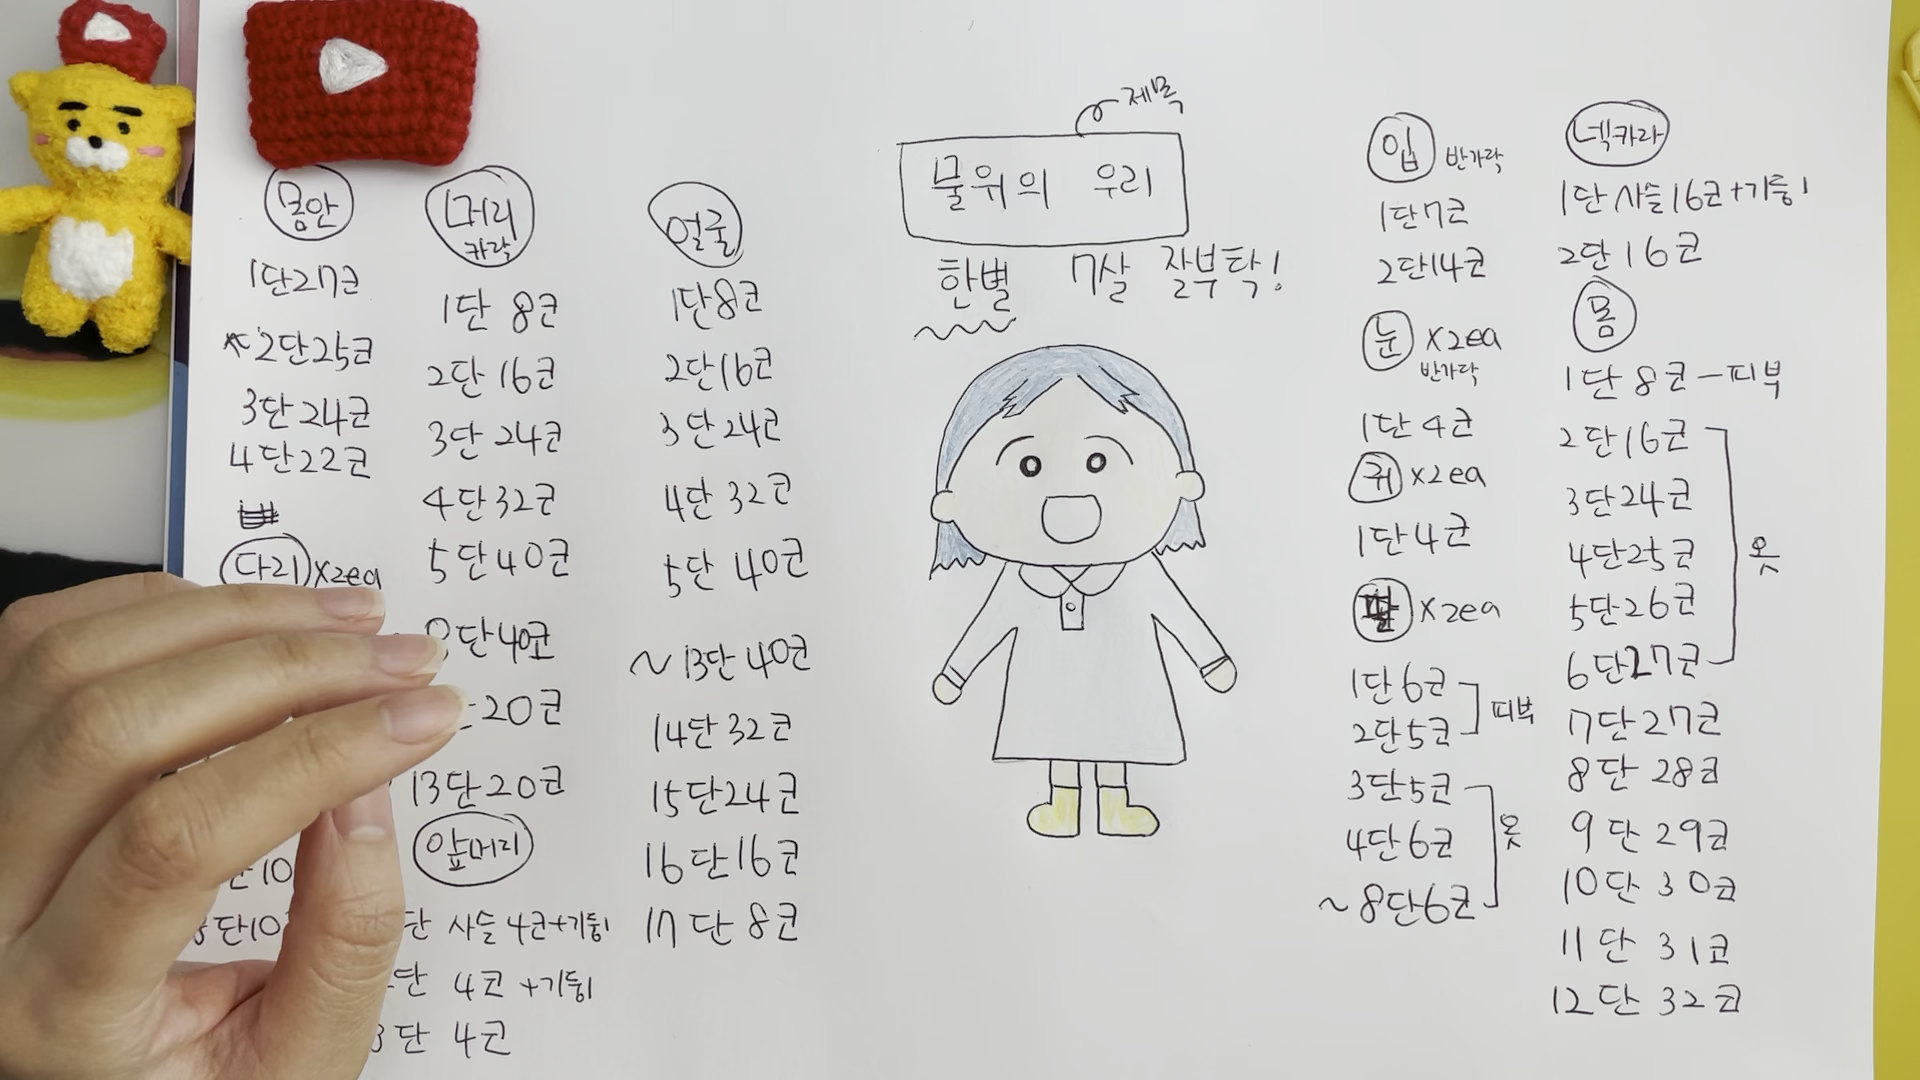 몸안
1단27코
2단25코
3단24코
4단22코
다리 x2ea
단10
단10
머리
카락
1단 8코
2단 16코
3단 24코
4단 32코
5단 40코
단40코
20코
13단20코
앞머리
단 사슬 4코+기둥1
단 4코 +기둥1
3단 4코
얼굴
1단8코
2단16코
3단24코
4단 32코
5단 40코
~13단 40코
14단 32코
15단24코
16단16코
17단 8코
제목
물위의 우리
한별 7살 잘부탁!
입 반가락
1단7코
2단14코
눈 x2ea
반가닥
1단 4코
귀 x2ea
1단 4코
팔 x2ea
1단 6코
2단5코
피부
3단5코
4단6코
~8단6코
옷
넥카라
1단 사슬16코+기둥1
2단 16코
몸
1단 8코-피부
2단16코
3단24코
4단25코
5단26코
6단27코
옷
7단 27코
8단 28코
9단 29코
10단 30코
11단 31코
12단 32코